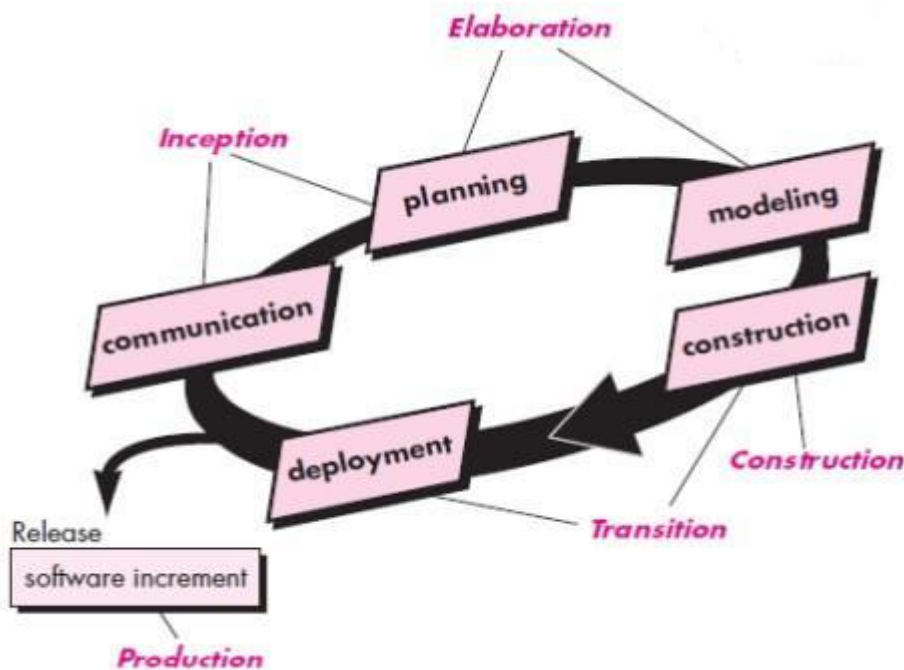 Elaboration
Inception
planning
modeling
communication
construction
deployment
Construction
Transition
Release
software increment
Production